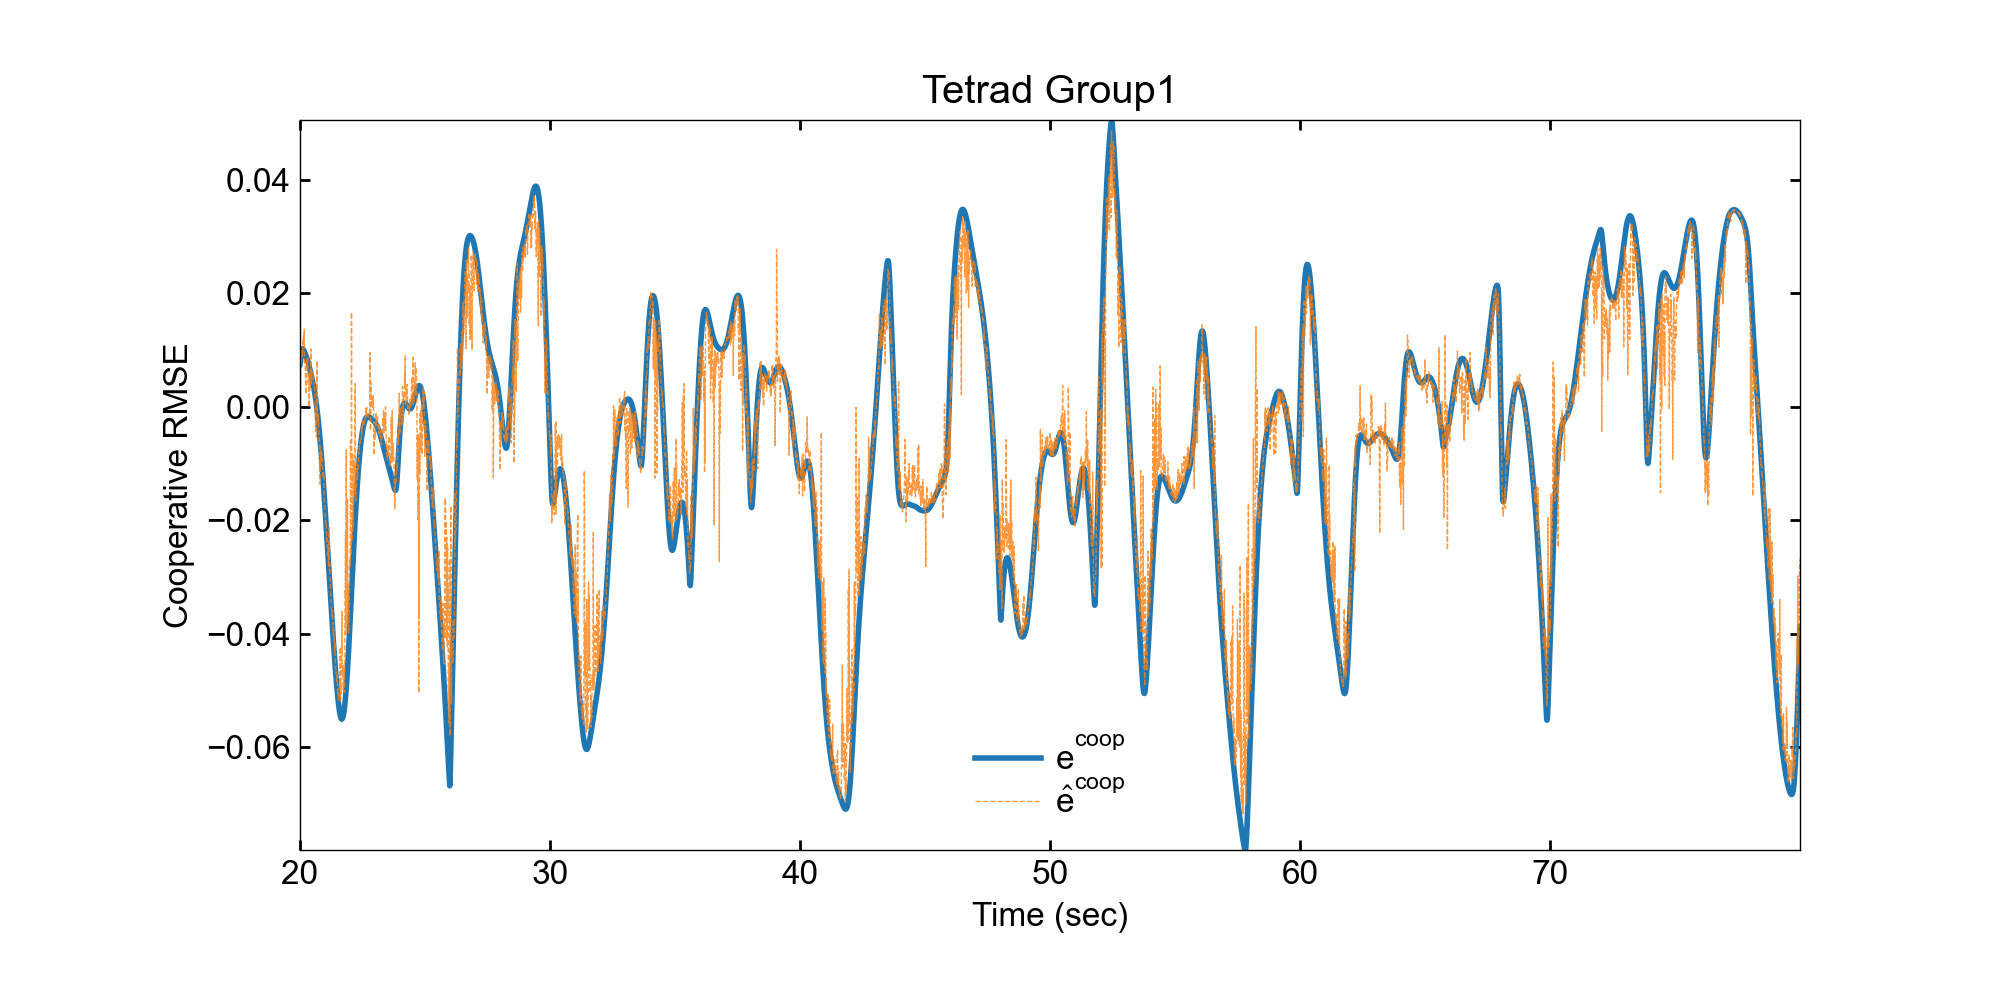 Tetrad Group1
Cooperative RMSE
0.04
0.02
0.00
−0.02
−0.04
−0.06
e^coop
ê^coop
20 30 40 50 60 70
Time (sec)